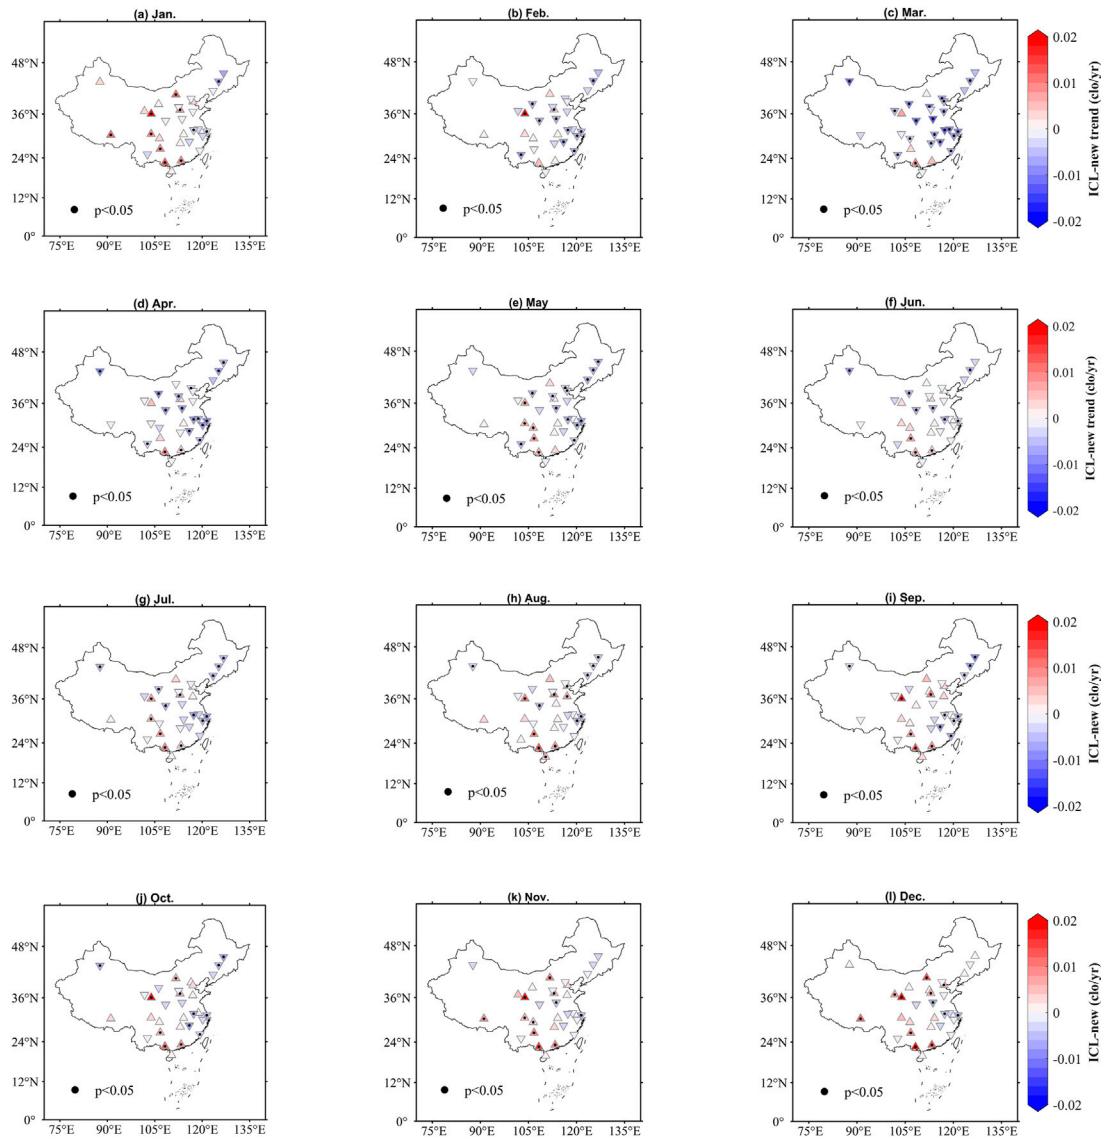 (a) Jan.
48°N
36°N
24°N
12°N
0°
p<0.05
75°E 90°E 105°E 120°E 135°E
(b) Feb.
48°N
36°N
24°N
12°N
0°
p<0.05
75°E 90°E 105°E 120°E 135°E
(c) Mar.
48°N
36°N
24°N
12°N
0°
p<0.05
75°E 90°E 105°E 120°E 135°E
0.02
0.01
0
-0.01
-0.02
ICL-new trend (clo/yr)
(d) Apr.
48°N
36°N
24°N
12°N
0°
p<0.05
75°E 90°E 105°E 120°E 135°E
(e) May
48°N
36°N
24°N
12°N
0°
p<0.05
75°E 90°E 105°E 120°E 135°E
(f) Jun.
48°N
36°N
24°N
12°N
0°
p<0.05
75°E 90°E 105°E 120°E 135°E
0.02
0.01
0
-0.01
-0.02
ICL-new trend (clo/yr)
(g) Jul.
48°N
36°N
24°N
12°N
0°
p<0.05
75°E 90°E 105°E 120°E 135°E
(h) Aug.
48°N
36°N
24°N
12°N
0°
p<0.05
75°E 90°E 105°E 120°E 135°E
(i) Sep.
48°N
36°N
24°N
12°N
0°
p<0.05
75°E 90°E 105°E 120°E 135°E
0.02
0.01
0
-0.01
-0.02
ICL-new (clo/yr)
(j) Oct.
48°N
36°N
24°N
12°N
0°
p<0.05
75°E 90°E 105°E 120°E 135°E
(k) Nov.
48°N
36°N
24°N
12°N
0°
p<0.05
75°E 90°E 105°E 120°E 135°E
(l) Dec.
48°N
36°N
24°N
12°N
0°
p<0.05
75°E 90°E 105°E 120°E 135°E
0.02
0.01
0
-0.01
-0.02
ICL-new (clo/yr)